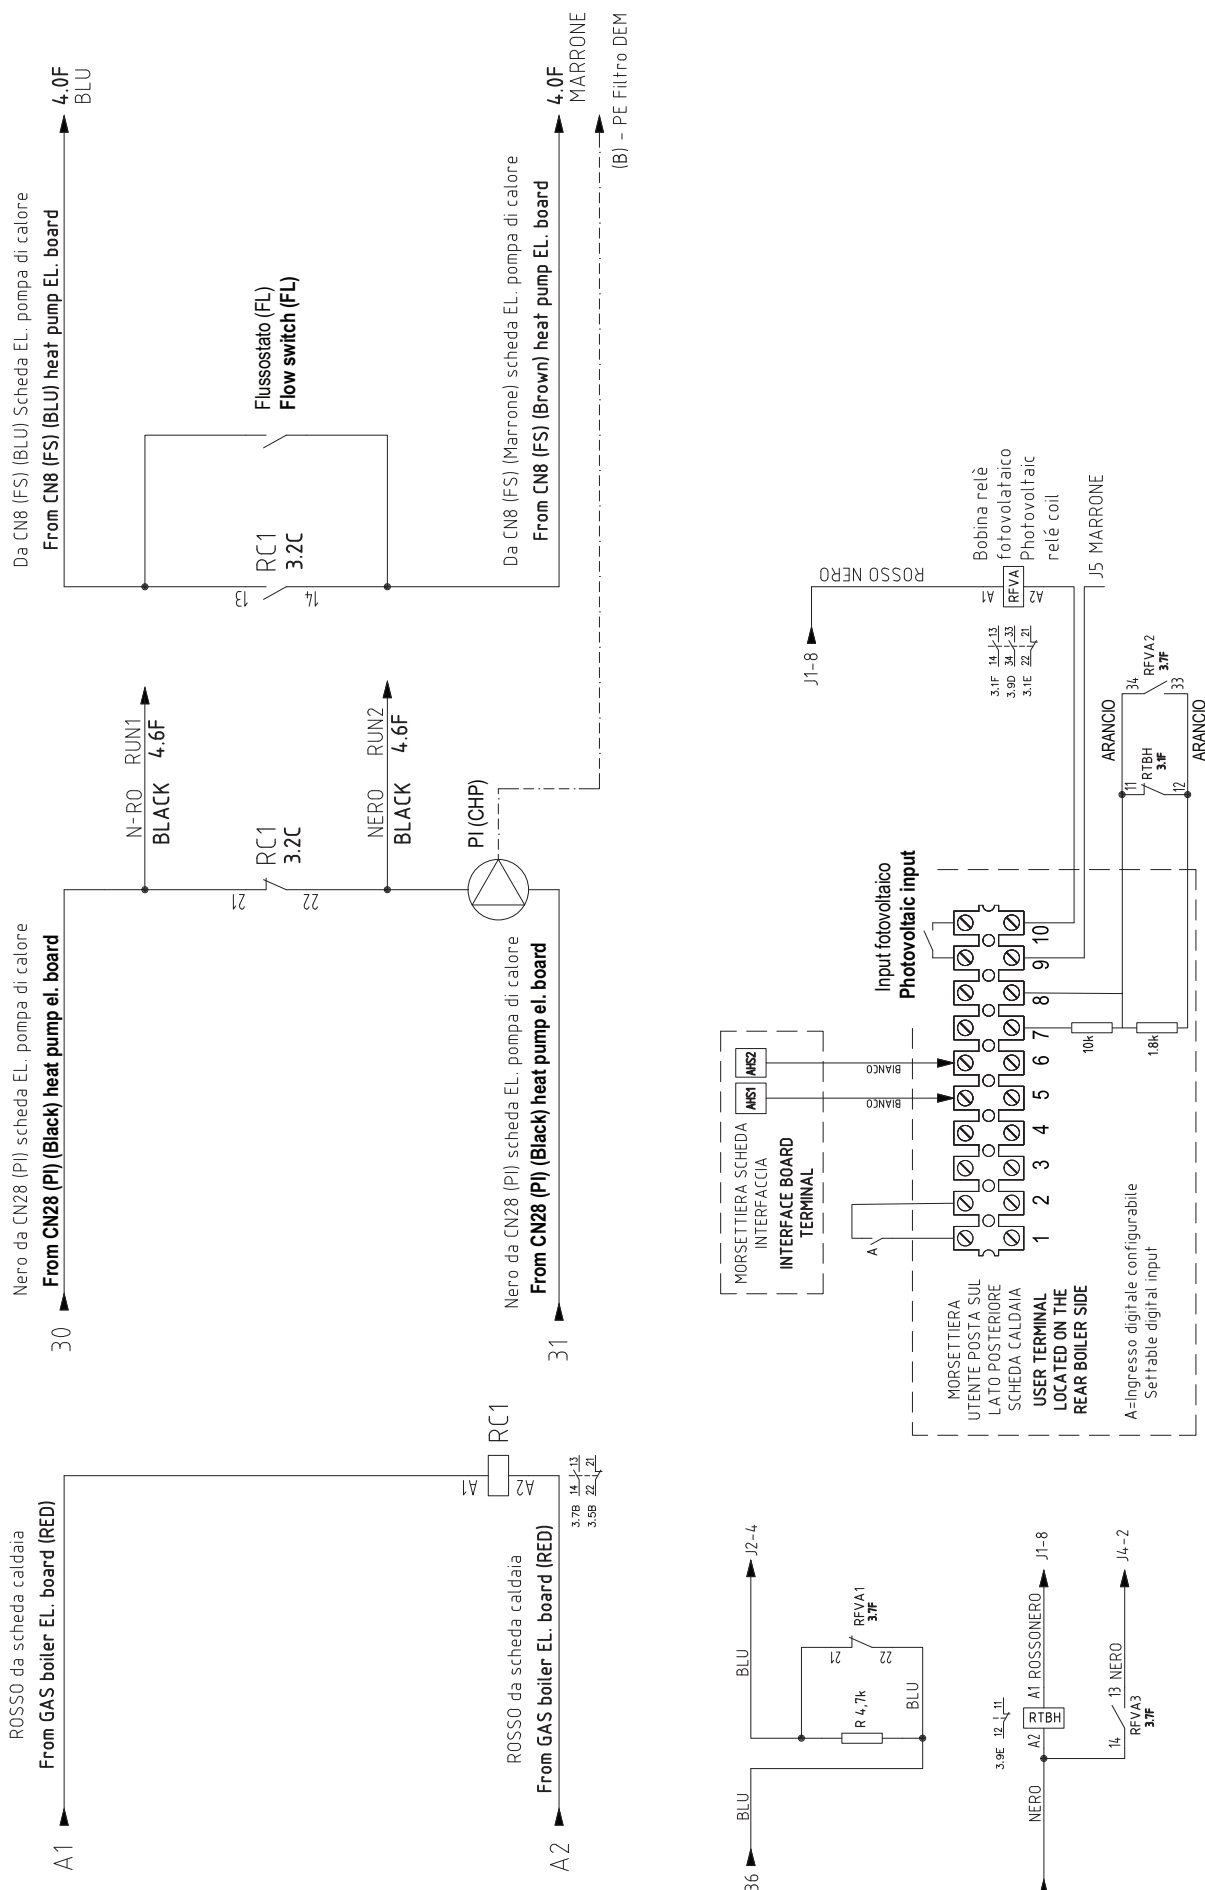 ROSSO da scheda caldaia
From GAS boiler EL. board (RED)
A1
A1
RC1
A2
3.7B 14 13
3.5B 22 21
ROSSO da scheda caldaia
From GAS boiler EL. board (RED)
A2
Nero da CN28 (PI) scheda EL. pompa di calore
From CN28 (PI) (Black) heat pump el. board
30
N-RO RUN1
BLACK 4.6F
21
RC1
3.2C
22
NERO RUN2
BLACK 4.6F
PI (CHP)
Nero da CN28 (PI) scheda EL. pompa di calore
From CN28 (PI) (Black) heat pump el. board
31
Da CN8 (FS) (BLU) Scheda EL. pompa di calore
From CN8 (FS) (BLU) heat pump EL. board
4.0F
BLU
13
RC1
3.2C
14
Flussostato (FL)
Flow switch (FL)
Da CN8 (FS) (Marrone) scheda EL. pompa di calore
From CN8 (FS) (Brown) heat pump EL. board
4.0F
MARRONE
(B) - PE Filtro DEM
36
BLU
BLU
J2-4
R 4,7k
21
22
RFVA1
3.7F
BLU
3.9E 12 11
NERO
A2
RTBH
A1 ROSSONERO
J1-8
14
13 NERO
J4-2
RFVA3
3.7F
MORSETTIERA SCHEDA
INTERFACCIA
INTERFACE BOARD
TERMINAL
AHS1
AHS2
BIANCO
BIANCO
A
MORSETTIERA
UTENTE POSTA SUL
LATO POSTERIORE
SCHEDA CALDAIA
USER TERMINAL
LOCATED ON THE
REAR BOILER SIDE
1 2 3 4 5 6 7 8 9 10
A=Ingresso digitale configurabile
Settable digital input
Input fotovoltaico
Photovoltaic input
10k
1.8k
J1-8
ROSSO NERO
A1
RFVA
A2
Bobina relè
fotovolataico
Photovoltaic
relé coil
3.1F 14 13
3.9D 34 33
3.1E 22 21
J5 MARRONE
ARANCIO
11
RTBH
3.1F
12
34
RFVA2
3.7F
33
ARANCIO